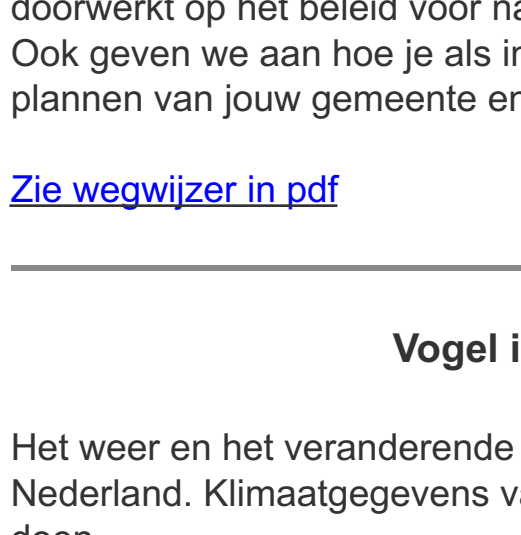 doorwerkt op het beleid voor
Ook geven we aan hoe je als
plannen van jouw gemeente
Zie wegwijzer in pdf
Vogel
Het weer en het veranderende
Nederland. Klimaatgegevens